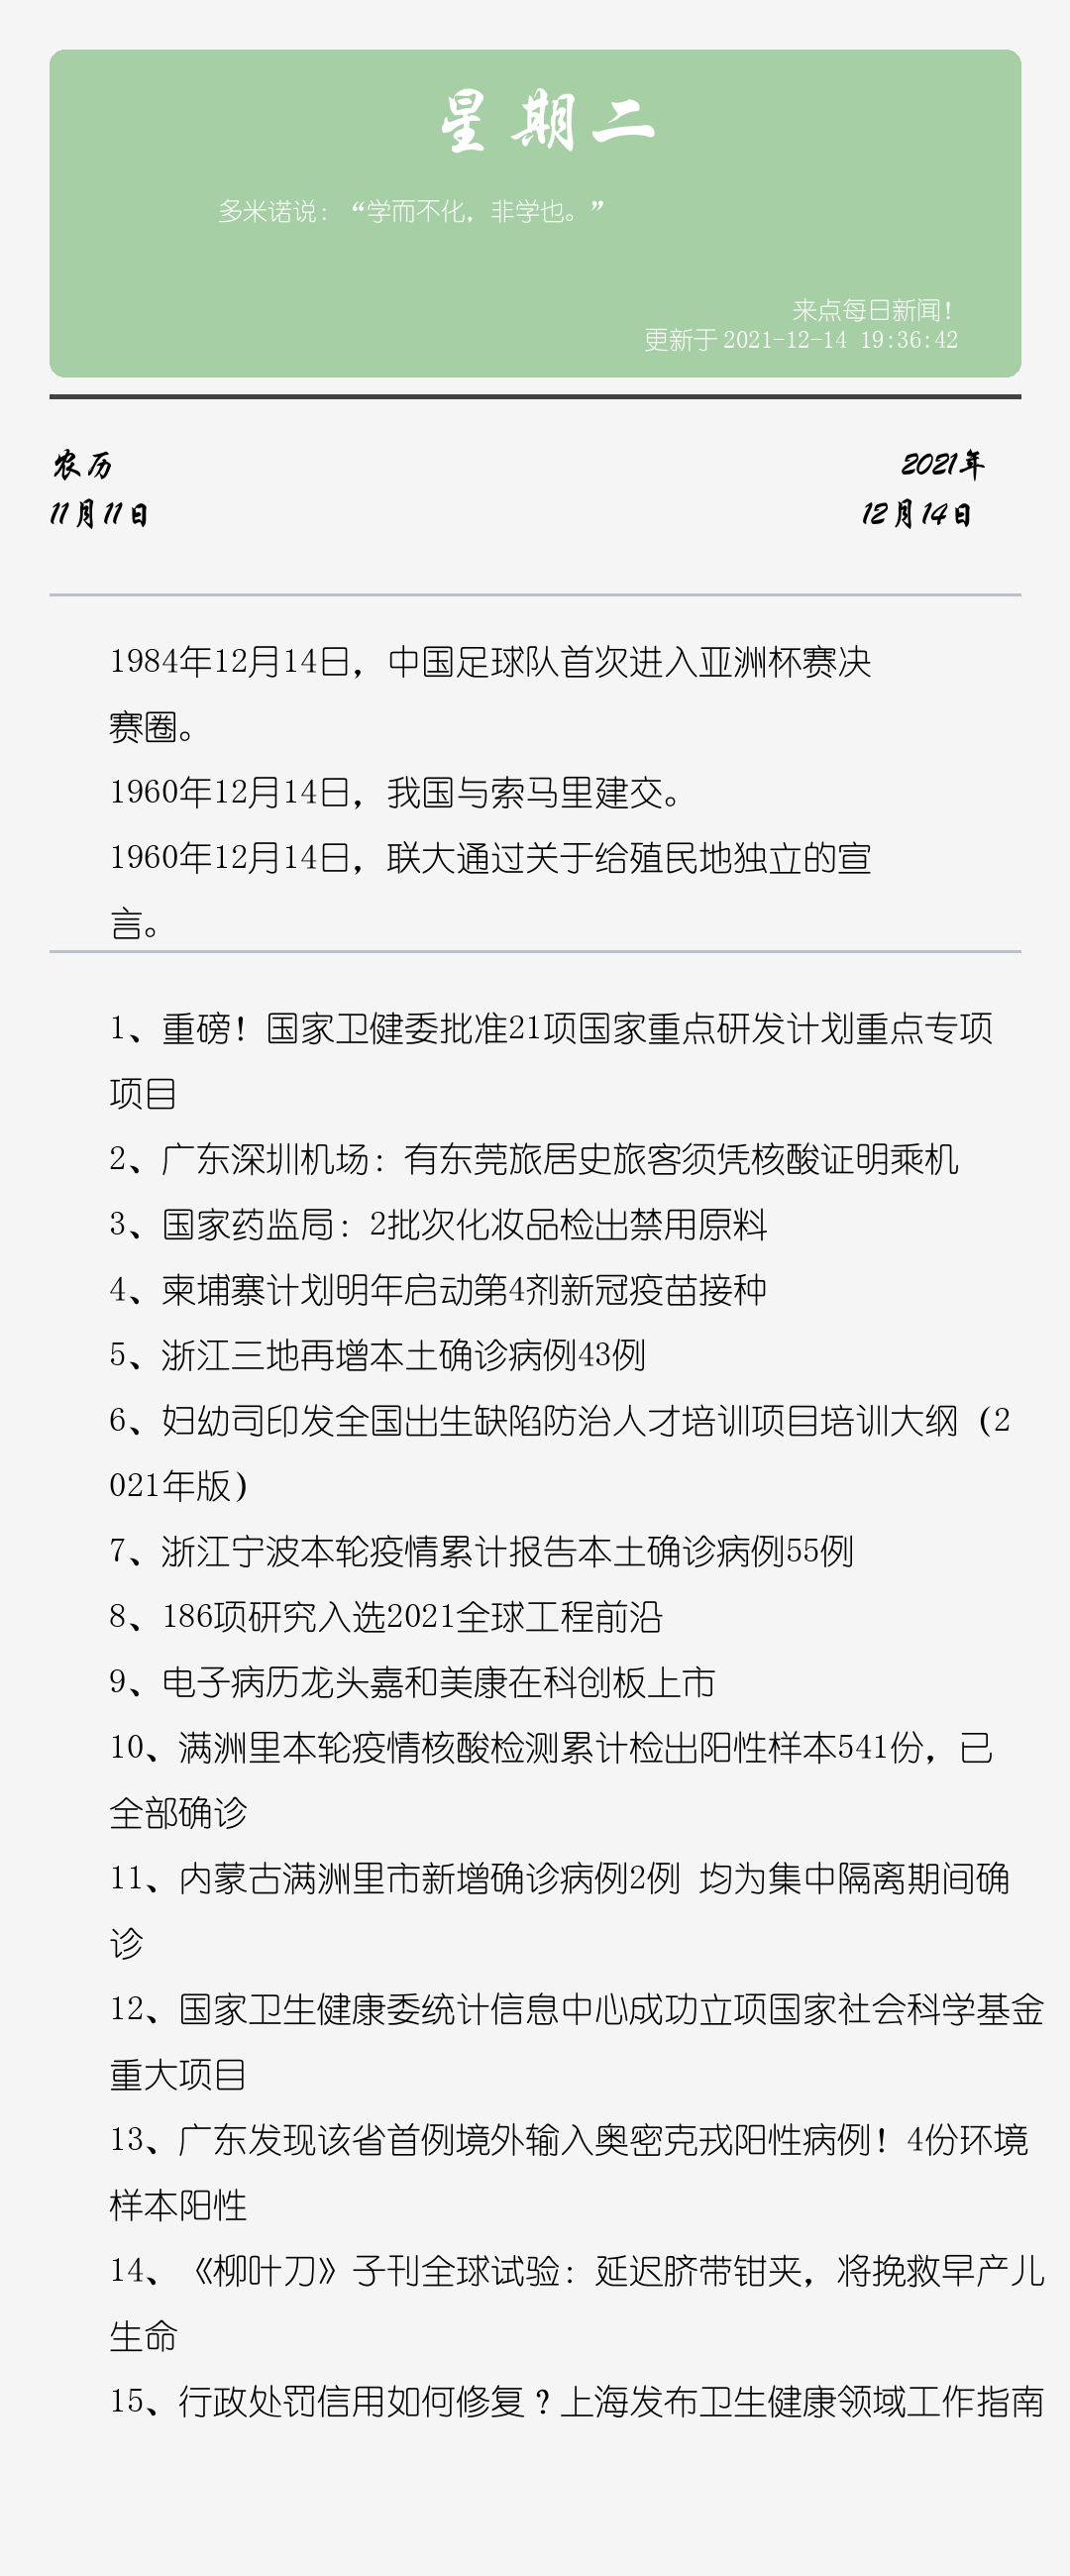 星期二
多米诺说：“学而不化，非学也。”
来点每日新闻！
更新于 2021-12-14 19:36:42
农历
11月11日
2021年
12月14日
1984年12月14日，中国足球队首次进入亚洲杯赛决
赛圈。
1960年12月14日，我国与索马里建交。
1960年12月14日，联大通过关于给殖民地独立的宣
言。
1、重磅！国家卫健委批准21项国家重点研发计划重点专项
项目
2、广东深圳机场：有东莞旅居史旅客须凭核酸证明乘机
3、国家药监局：2批次化妆品检出禁用原料
4、柬埔寨计划明年启动第4剂新冠疫苗接种
5、浙江三地再增本土确诊病例43例
6、妇幼司印发全国出生缺陷防治人才培训项目培训大纲（2
021年版）
7、浙江宁波本轮疫情累计报告本土确诊病例55例
8、186项研究入选2021全球工程前沿
9、电子病历龙头嘉和美康在科创板上市
10、满洲里本轮疫情核酸检测累计检出阳性样本541份，已
全部确诊
11、内蒙古满洲里市新增确诊病例2例 均为集中隔离期间确
诊
12、国家卫生健康委统计信息中心成功立项国家社会科学基金
重大项目
13、广东发现该省首例境外输入奥密克戎阳性病例！4份环境
样本阳性
14、《柳叶刀》子刊全球试验：延迟脐带钳夹，将挽救早产儿
生命
15、行政处罚信用如何修复？上海发布卫生健康领域工作指南